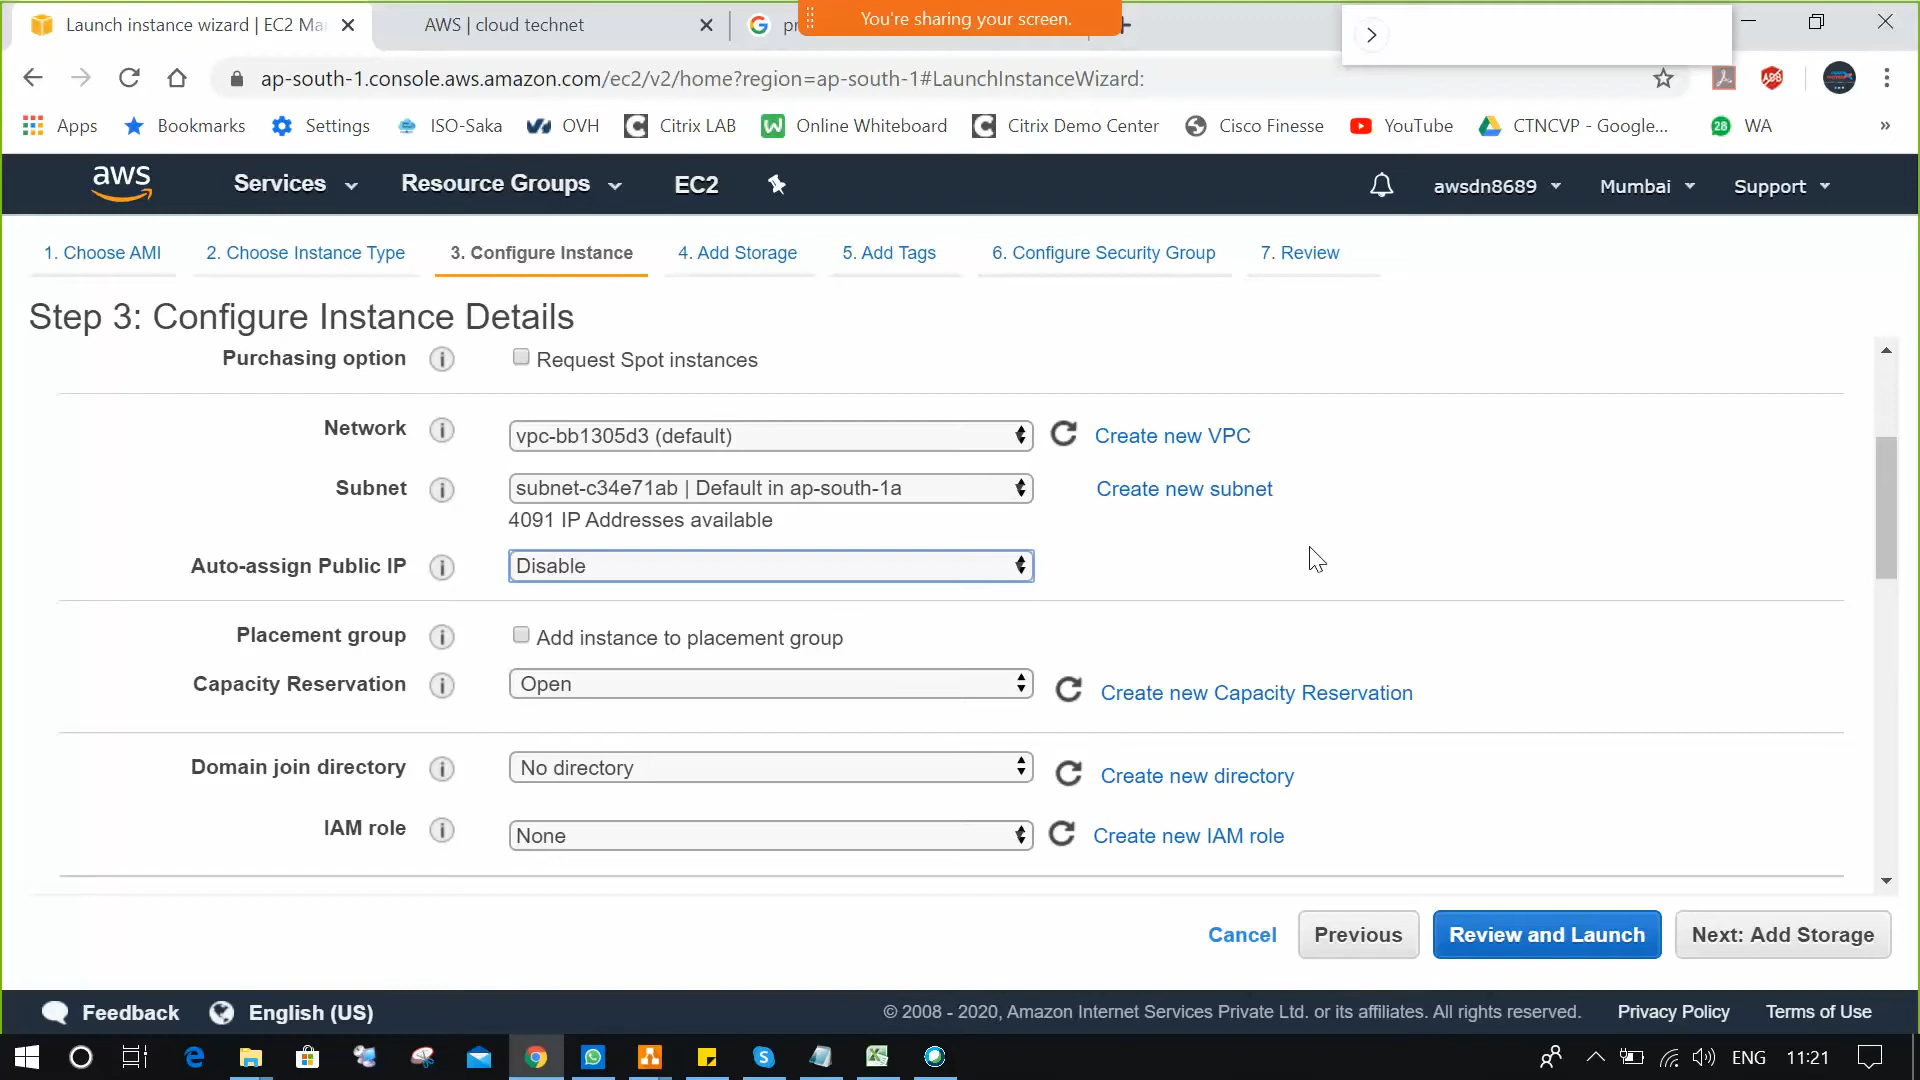 Launch instance wizard | EC2 Ma
AWS | cloud technet
You're sharing your screen.
ap-south-1.console.aws.amazon.com/ec2/v2/home?region=ap-south-1#LaunchInstanceWizard:
Apps
Bookmarks
Settings
ISO-Saka
OVH
Citrix LAB
Online Whiteboard
Citrix Demo Center
Cisco Finesse
YouTube
CTNCVP - Google...
28
WA
»
aws
Services
Resource Groups
EC2
awsdn8689
Mumbai
Support
1. Choose AMI
2. Choose Instance Type
3. Configure Instance
4. Add Storage
5. Add Tags
6. Configure Security Group
7. Review
Step 3: Configure Instance Details
Purchasing option
Request Spot instances
Network
vpc-bb1305d3 (default)
Create new VPC
Subnet
subnet-c34e71ab | Default in ap-south-1a
Create new subnet
4091 IP Addresses available
Auto-assign Public IP
Disable
Placement group
Add instance to placement group
Capacity Reservation
Open
Create new Capacity Reservation
Domain join directory
No directory
Create new directory
IAM role
None
Create new IAM role
Cancel
Previous
Review and Launch
Next: Add Storage
Feedback
English (US)
© 2008 - 2020, Amazon Internet Services Private Ltd. or its affiliates. All rights reserved.
Privacy Policy
Terms of Use
ENG
11:21